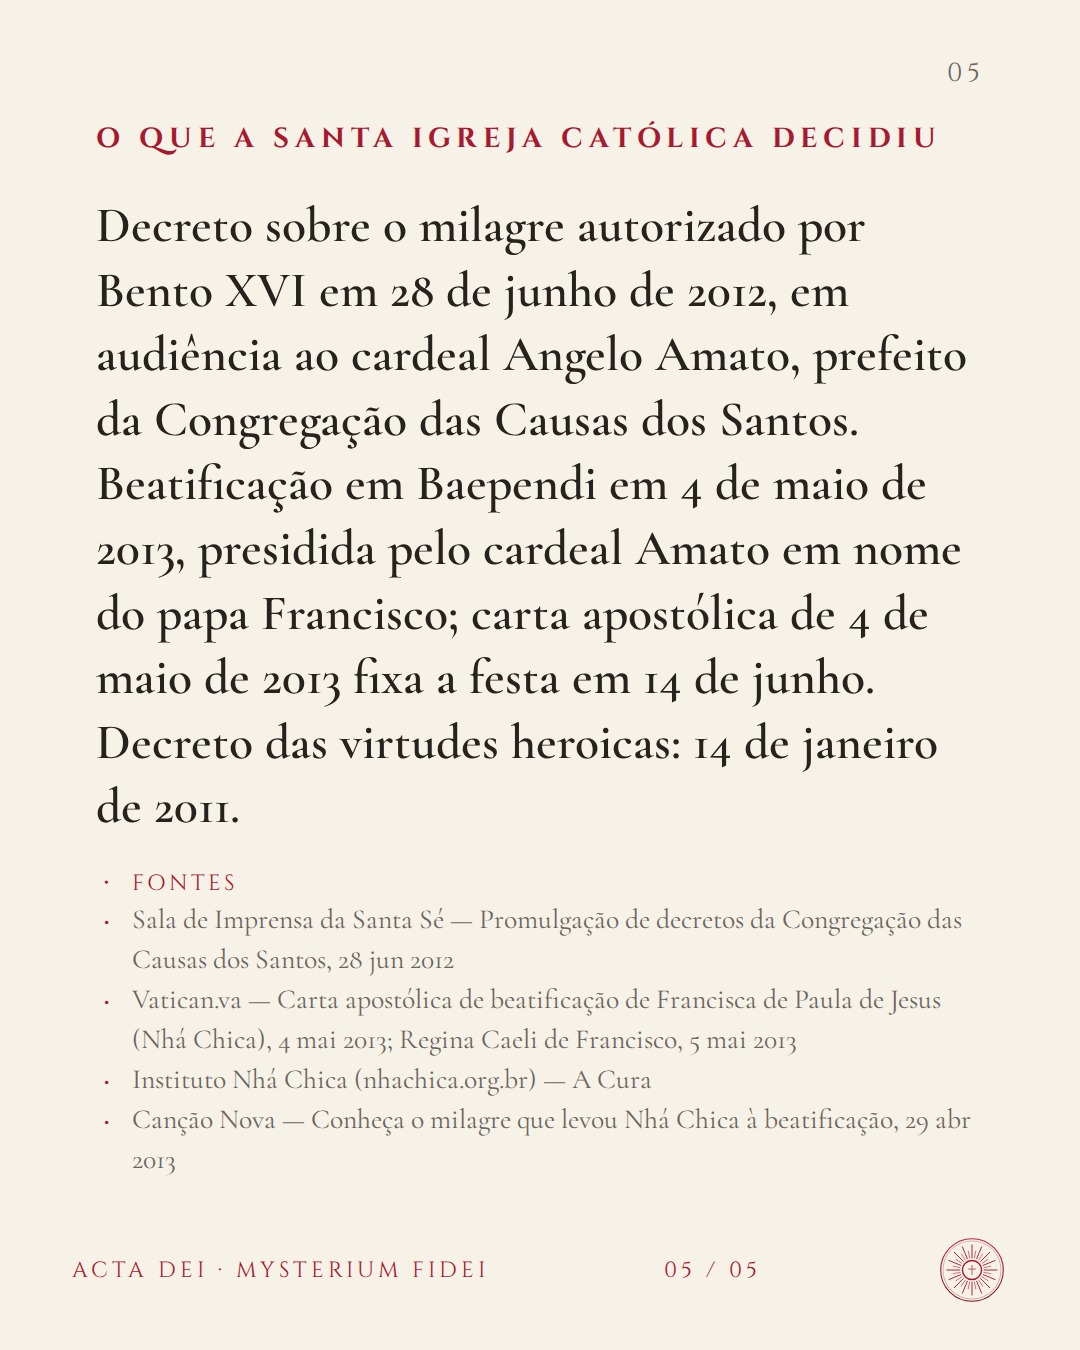 05
O QUE A SANTA IGREJA CATÓLICA DECIDIU
Decreto sobre o milagre autorizado por
Bento XVI em 28 de junho de 2012, em
audiência ao cardeal Angelo Amato, prefeito
da Congregação das Causas dos Santos.
Beatificação em Baependi em 4 de maio de
2013, presidida pelo cardeal Amato em nome
do papa Francisco; carta apostólica de 4 de
maio de 2013 fixa a festa em 14 de junho.
Decreto das virtudes heroicas: 14 de janeiro
de 2011.
· FONTES
· Sala de Imprensa da Santa Sé — Promulgação de decretos da Congregação das
Causas dos Santos, 28 jun 2012
· Vatican.va — Carta apostólica de beatificação de Francisca de Paula de Jesus
(Nhá Chica), 4 mai 2013; Regina Caeli de Francisco, 5 mai 2013
· Instituto Nhá Chica (nhachica.org.br) — A Cura
· Canção Nova — Conheça o milagre que levou Nhá Chica à beatificação, 29 abr
2013
ACTA DEI · MYSTERIUM FIDEI
05 / 05